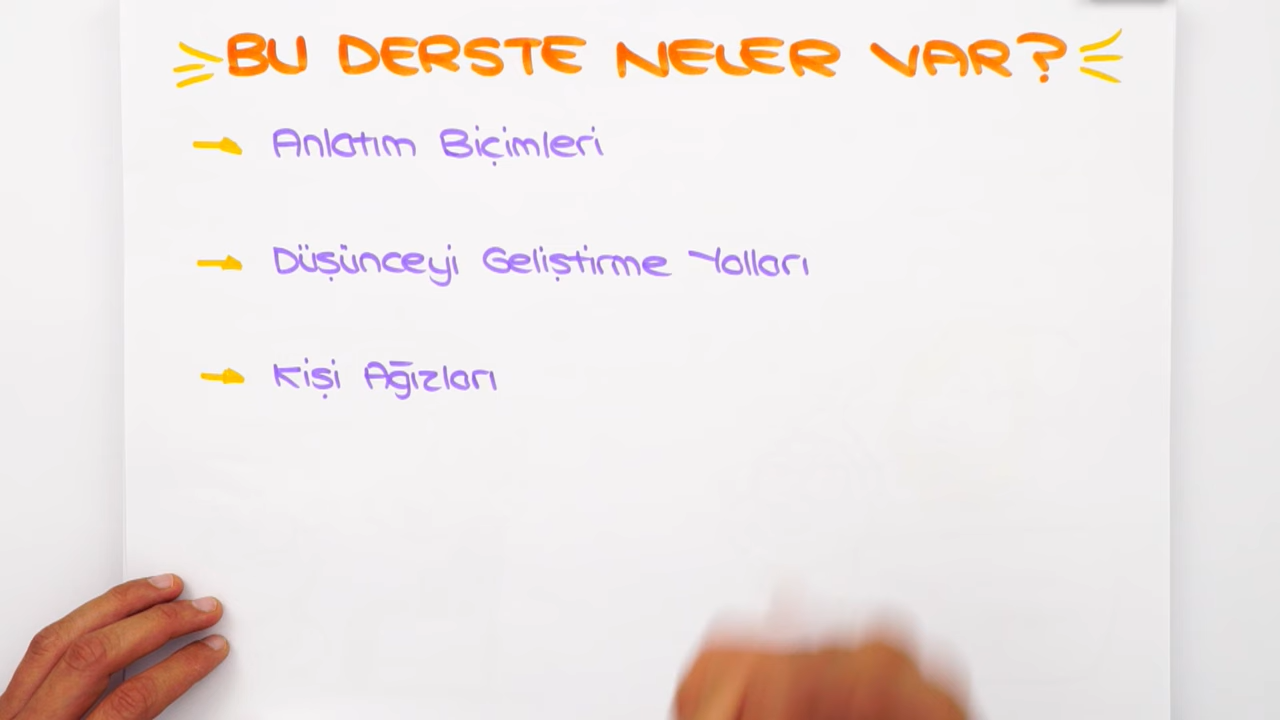 BU DERSTE NELER VAR?
Anlatım Biçimleri
Düşünceyi Geliştirme Yolları
Kişi Ağızları